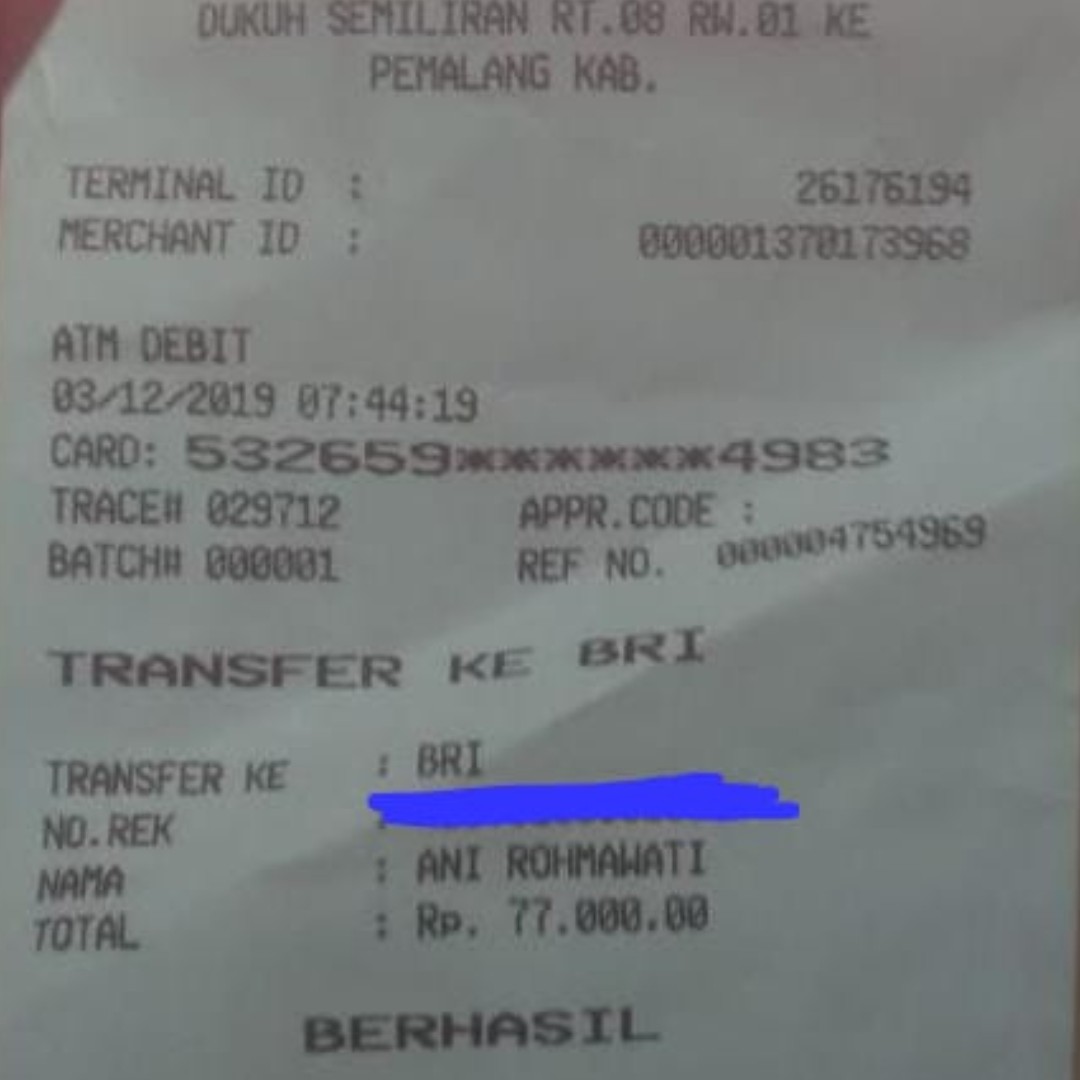 DUKUH SEMILIRAN RT.08 RW.01 KE
PEMALANG KAB.
TERMINAL ID : 26176194
MERCHANT ID : 000001370173968
ATM DEBIT
03/12/2019 07:44:19
CARD: 532659******4983
TRACE# 029712 APPR.CODE :
BATCH# 000001 REF NO. 000004754969
TRANSFER KE BRI
TRANSFER KE : BRI
NO.REK :
NAMA : ANI ROHMAWATI
TOTAL : Rp. 77.000.00
BERHASIL